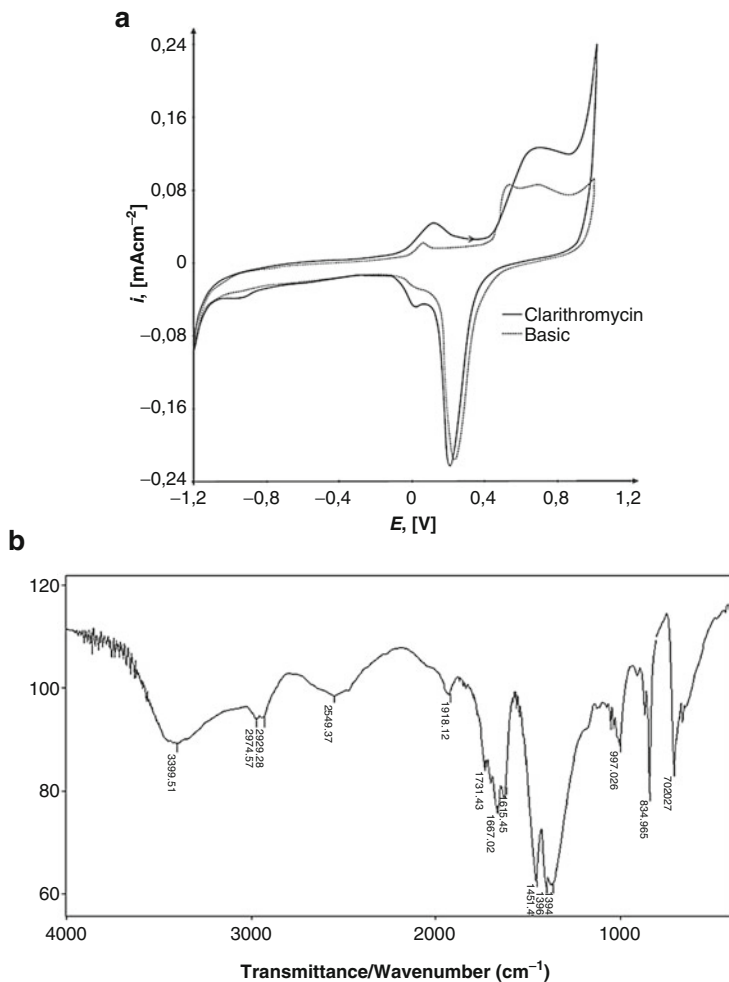 a
0,24
0,16
0,08
0
−0,08
−0,16
−0,24
i, [mAcm⁻²]
Clarithromycin
Basic
−1,2 −0,8 −0,4 0 0,4 0,8 1,2
E, [V]
b
120
100
80
60
3399.51
2974.57
2929.28
2549.37
1918.12
1731.43
1667.02
1615.45
1451.4
1396
1394
997.026
834.965
702027
4000 3000 2000 1000
Transmittance/Wavenumber (cm⁻¹)